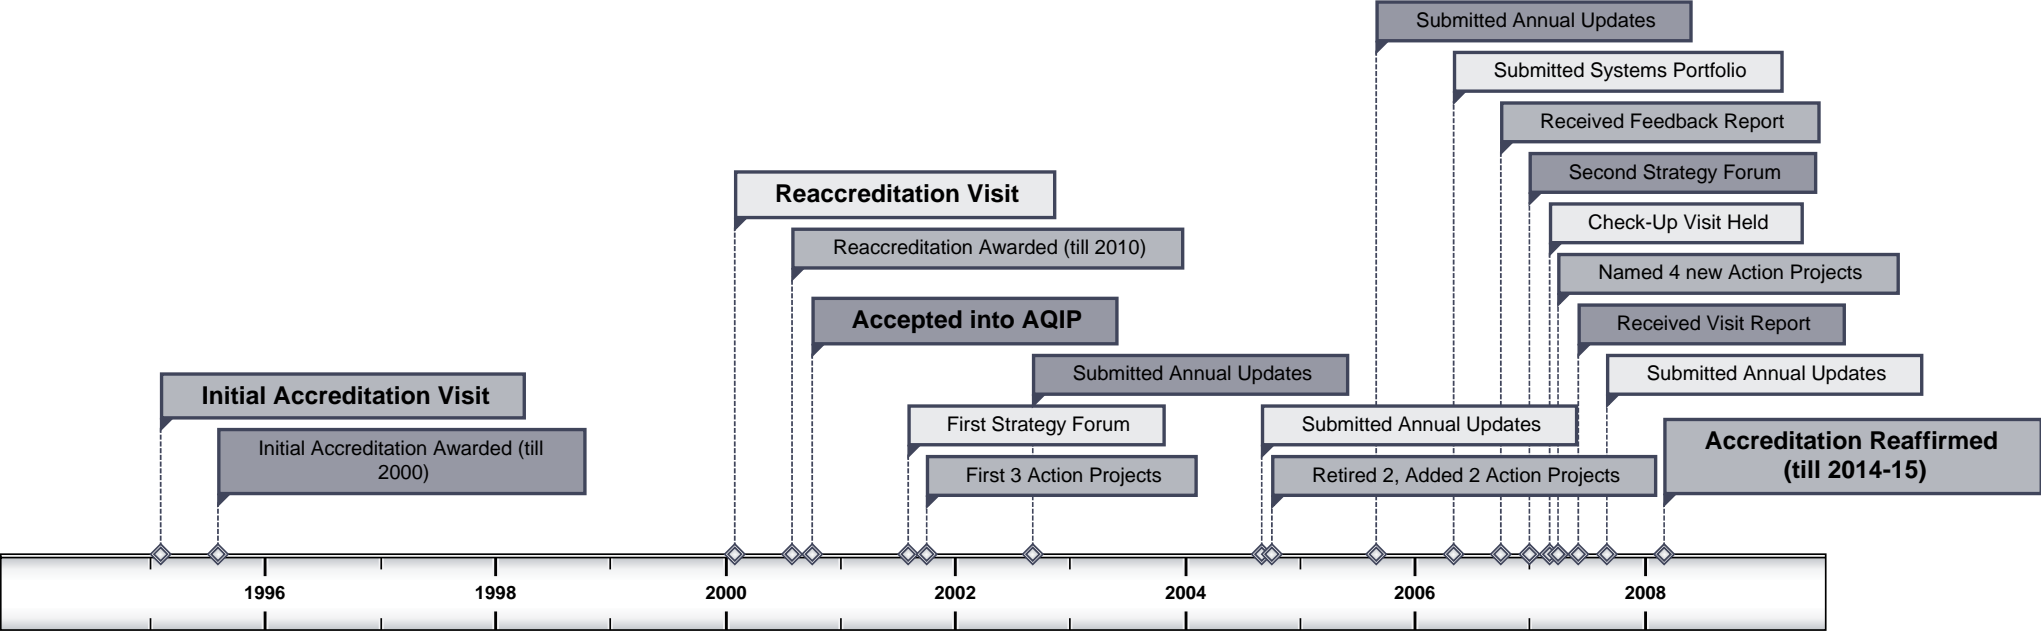 Submitted Annual Updates
Submitted Systems Portfolio
Received Feedback Report
Second Strategy Forum
Reaccreditation Visit
Check-Up Visit Held
Reaccreditation Awarded (till 2010)
Named 4 new Action Projects
Accepted into AQIP
Received Visit Report
Submitted Annual Updates
Submitted Annual Updates
Initial Accreditation Visit
First Strategy Forum
Submitted Annual Updates
Accreditation Reaffirmed
(till 2014-15)
Initial Accreditation Awarded (till
2000)
First 3 Action Projects
Retired 2, Added 2 Action Projects
1996
1998
2000
2002
2004
2006
2008